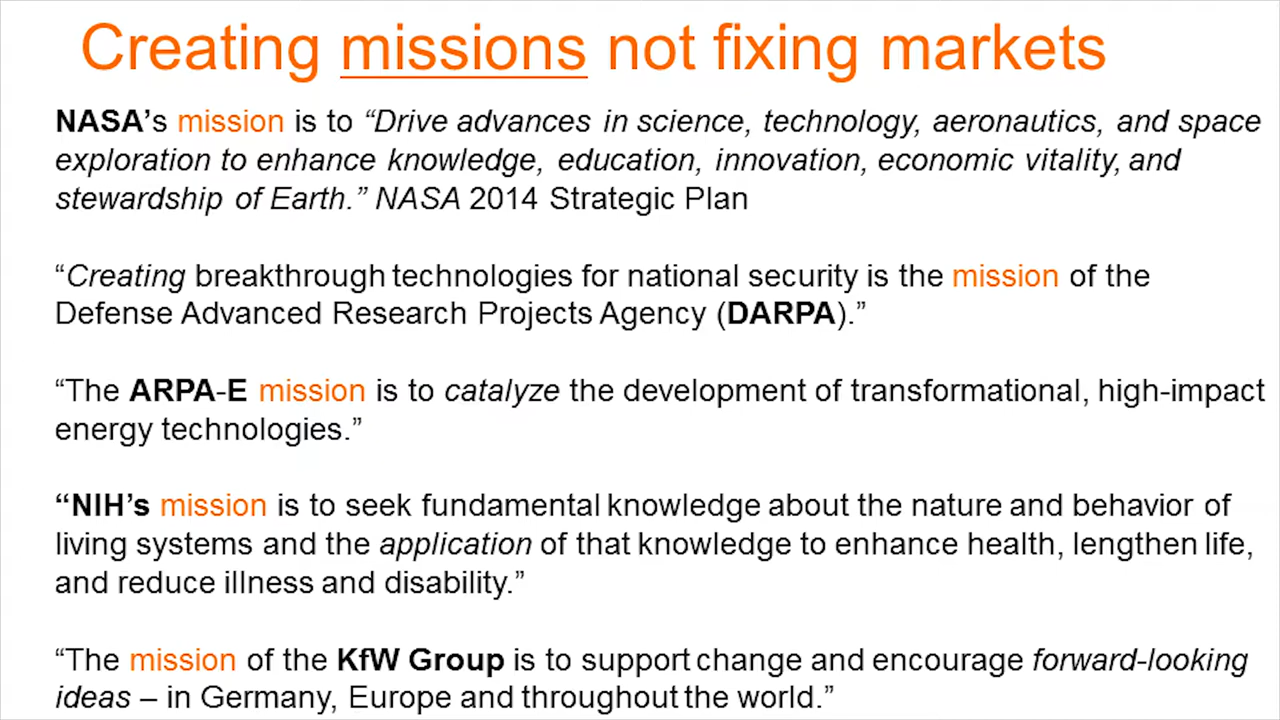 Creating missions not fixing markets
NASA's mission is to “Drive advances in science, technology, aeronautics, and space
exploration to enhance knowledge, education, innovation, economic vitality, and
stewardship of Earth.” NASA 2014 Strategic Plan
“Creating breakthrough technologies for national security is the mission of the
Defense Advanced Research Projects Agency (DARPA).”
“The ARPA-E mission is to catalyze the development of transformational, high-impact
energy technologies.”
“NIH’s mission is to seek fundamental knowledge about the nature and behavior of
living systems and the application of that knowledge to enhance health, lengthen life,
and reduce illness and disability.”
“The mission of the KfW Group is to support change and encourage forward-looking
ideas – in Germany, Europe and throughout the world.”